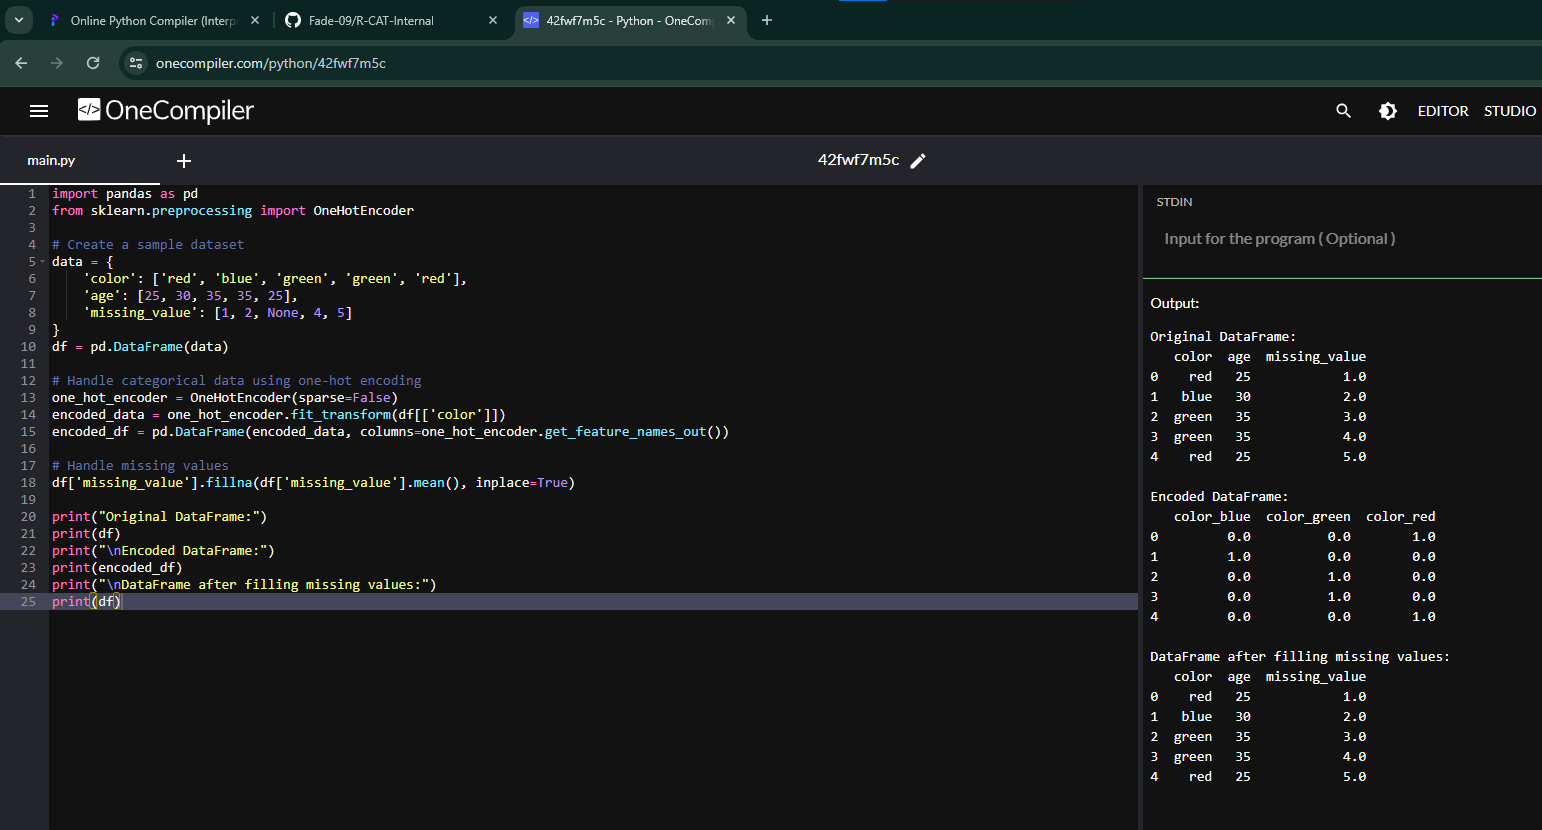 Online Python Compiler (Interp
Fade-09/R-CAT-Internal
42fwf7m5c - Python - OneComp
onecompiler.com/python/42fwf7m5c
</> OneCompiler
EDITOR STUDIO
main.py
42fwf7m5c
1 import pandas as pd
2 from sklearn.preprocessing import OneHotEncoder
3
4 # Create a sample dataset
5 data = {
6     'color': ['red', 'blue', 'green', 'green', 'red'],
7     'age': [25, 30, 35, 35, 25],
8     'missing_value': [1, 2, None, 4, 5]
9 }
10 df = pd.DataFrame(data)
11
12 # Handle categorical data using one-hot encoding
13 one_hot_encoder = OneHotEncoder(sparse=False)
14 encoded_data = one_hot_encoder.fit_transform(df[['color']])
15 encoded_df = pd.DataFrame(encoded_data, columns=one_hot_encoder.get_feature_names_out())
16
17 # Handle missing values
18 df['missing_value'].fillna(df['missing_value'].mean(), inplace=True)
19
20 print("Original DataFrame:")
21 print(df)
22 print("\nEncoded DataFrame:")
23 print(encoded_df)
24 print("\nDataFrame after filling missing values:")
25 print(df)
STDIN
Input for the program ( Optional )
Output:
Original DataFrame:
   color  age  missing_value
0    red   25            1.0
1   blue   30            2.0
2  green   35            3.0
3  green   35            4.0
4    red   25            5.0
Encoded DataFrame:
   color_blue  color_green  color_red
0         0.0          0.0        1.0
1         1.0          0.0        0.0
2         0.0          1.0        0.0
3         0.0          1.0        0.0
4         0.0          0.0        1.0
DataFrame after filling missing values:
   color  age  missing_value
0    red   25            1.0
1   blue   30            2.0
2  green   35            3.0
3  green   35            4.0
4    red   25            5.0